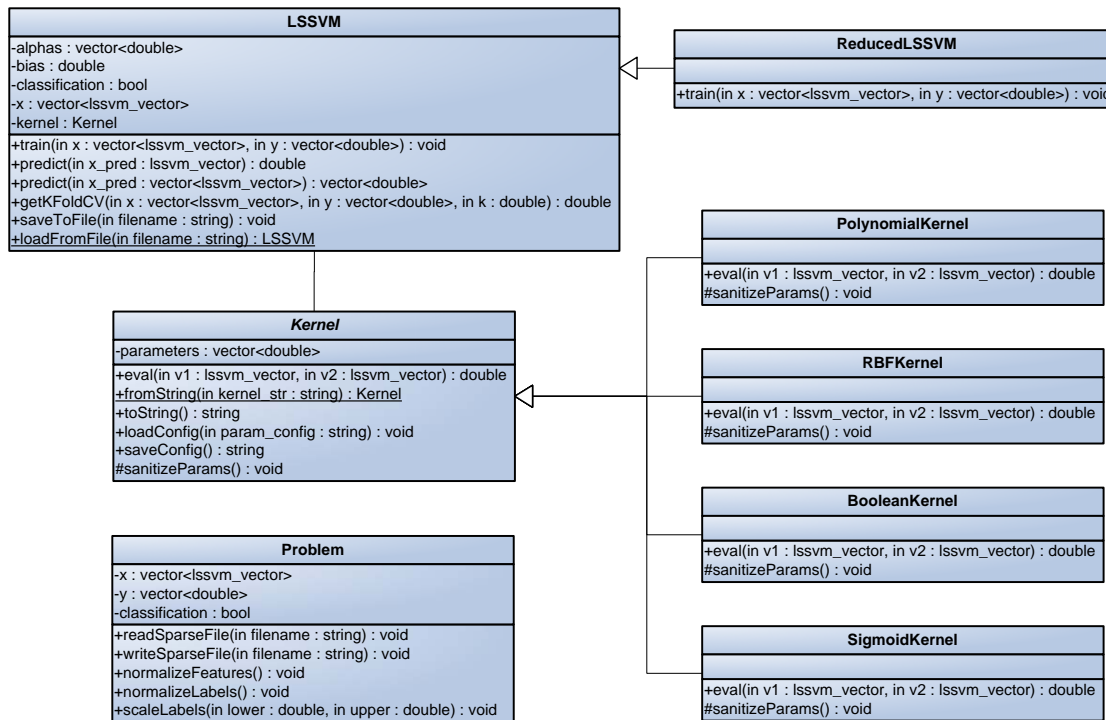 LSSVM
-alphas : vector<double>
-bias : double
-classification : bool
-x : vector<lssvm_vector>
-kernel : Kernel
+train(in x : vector<lssvm_vector>, in y : vector<double>) : void
+predict(in x_pred : lssvm_vector) : double
+predict(in x_pred : vector<lssvm_vector>) : vector<double>
+getKFoldCV(in x : vector<lssvm_vector>, in y : vector<double>, in k : double) : double
+saveToFile(in filename : string) : void
+loadFromFile(in filename : string) : LSSVM
ReducedLSSVM
+train(in x : vector<lssvm_vector>, in y : vector<double>) : void
Kernel
-parameters : vector<double>
+eval(in v1 : lssvm_vector, in v2 : lssvm_vector) : double
+fromString(in kernel_str : string) : Kernel
+toString() : string
+loadConfig(in param_config : string) : void
+saveConfig() : string
#sanitizeParams() : void
PolynomialKernel
+eval(in v1 : lssvm_vector, in v2 : lssvm_vector) : double
#sanitizeParams() : void
RBFKernel
+eval(in v1 : lssvm_vector, in v2 : lssvm_vector) : double
#sanitizeParams() : void
BooleanKernel
+eval(in v1 : lssvm_vector, in v2 : lssvm_vector) : double
#sanitizeParams() : void
SigmoidKernel
+eval(in v1 : lssvm_vector, in v2 : lssvm_vector) : double
#sanitizeParams() : void
Problem
-x : vector<lssvm_vector>
-y : vector<double>
-classification : bool
+readSparseFile(in filename : string) : void
+writeSparseFile(in filename : string) : void
+normalizeFeatures() : void
+normalizeLabels() : void
+scaleLabels(in lower : double, in upper : double) : void